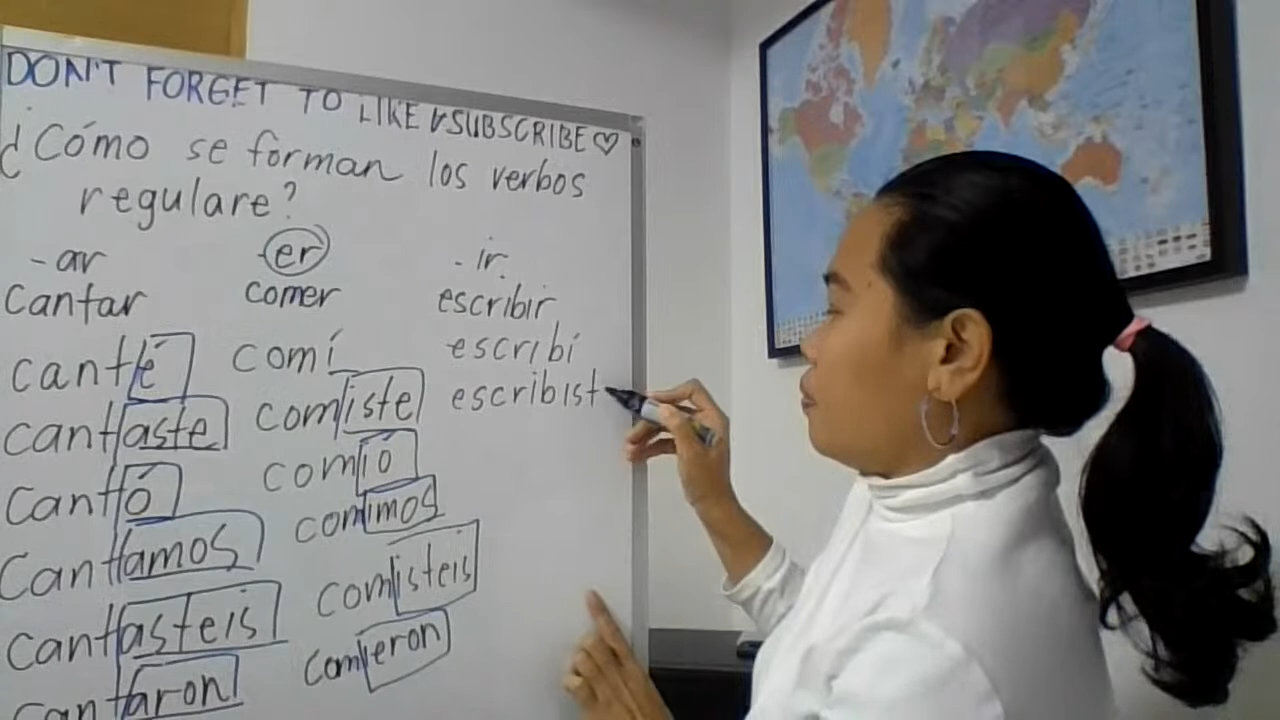 DON'T FORGET TO LIKE & SUBSCRIBE ♡
¿Cómo se forman los verbos
regulare?
-ar -er -ir
cantar comer escribir
canté comí escribí
cantaste comiste escribist
cantó comió
cantamos comimos
cantasteis comisteis
cantaron comieron